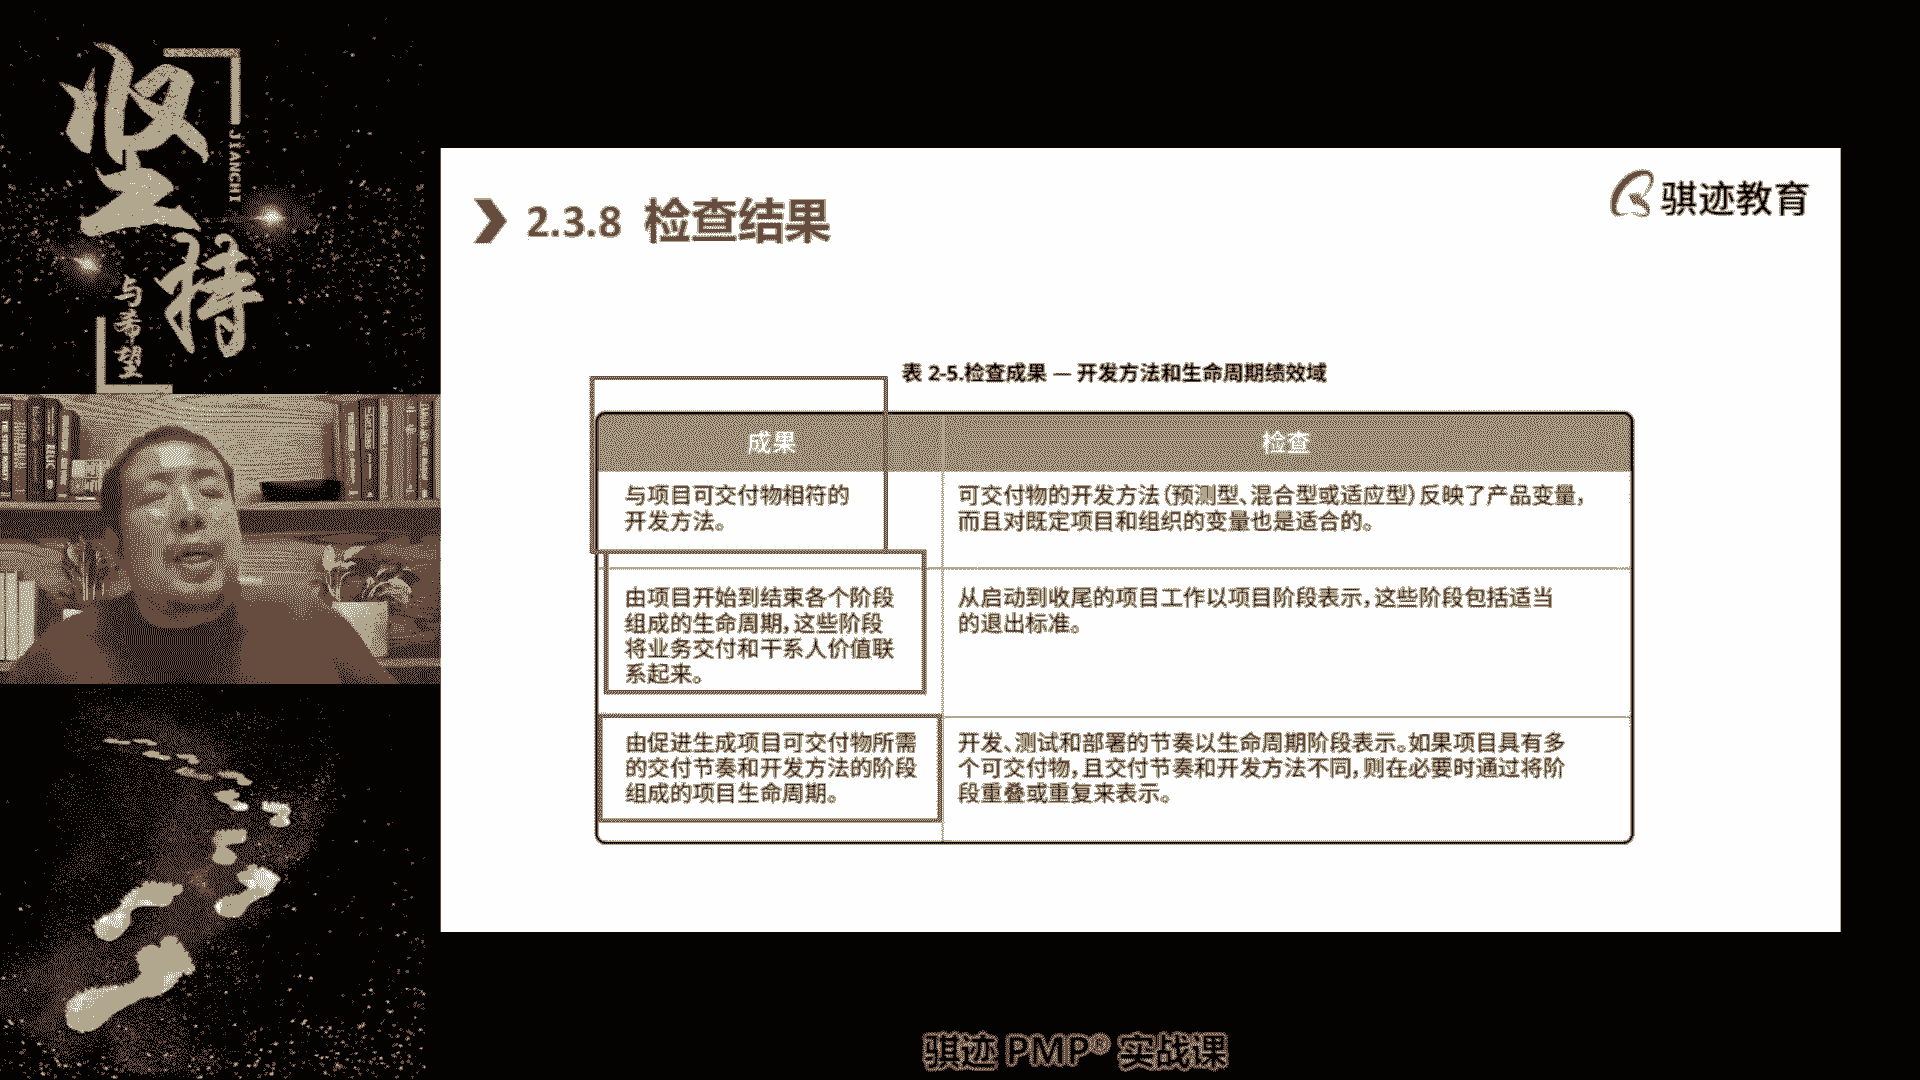 坚持
JIANCHI
与希望
骐迹教育
2.3.8 检查结果
表 2-5.检查成果 — 开发方法和生命周期绩效域
成果
检查
与项目可交付物相符的
开发方法。
可交付物的开发方法(预测型、混合型或适应型)反映了产品变量,
而且对既定项目和组织的变量也是适合的。
由项目开始到结束各个阶段
组成的生命周期,这些阶段
将业务交付和干系人价值联
系起来。
从启动到收尾的项目工作以项目阶段表示,这些阶段包括适当
的退出标准。
由促进生成项目可交付物所需
的交付节奏和开发方法的阶段
组成的项目生命周期。
开发、测试和部署的节奏以生命周期阶段表示。如果项目具有多
个可交付物,且交付节奏和开发方法不同,则在必要时通过将阶
段重叠或重复来表示。
骐迹 PMP® 实战课